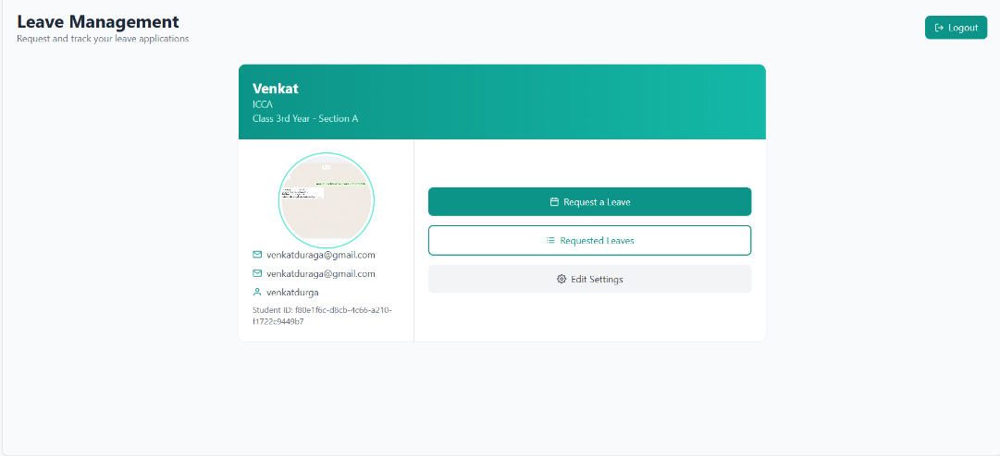 Leave Management
Request and track your leave applications
Logout
Venkat
ICCA
Class 3rd Year - Section A
venkatduraga@gmail.com
venkatduraga@gmail.com
venkatdurga
Student ID: f80e1f6c-d8cb-4c66-a210-
f1722c9449b7
Request a Leave
Requested Leaves
Edit Settings